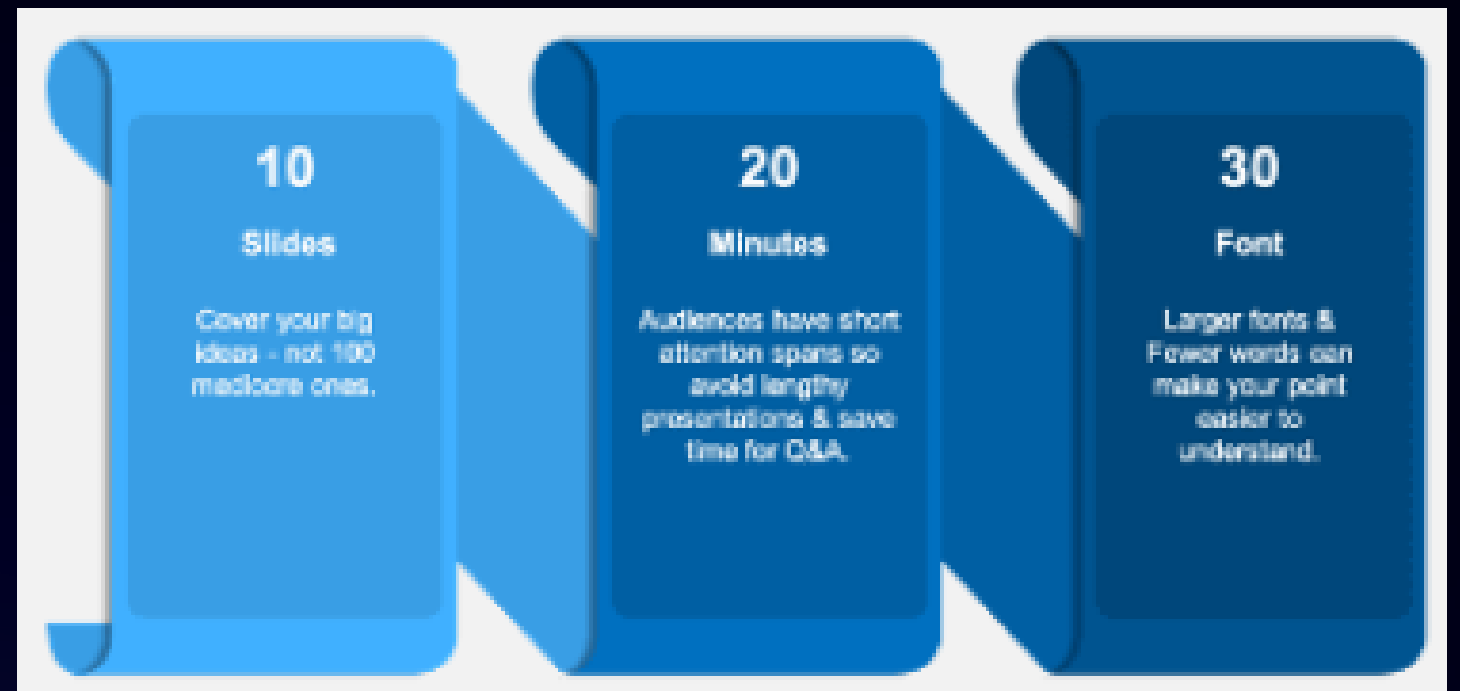 10
Slides
Cover your big
ideas - not 100
mediocre ones.
20
Minutes
Audiences have short
attention spans so
avoid lengthy
presentations & save
time for Q&A.
30
Font
Larger fonts &
Fewer words can
make your point
easier to
understand.